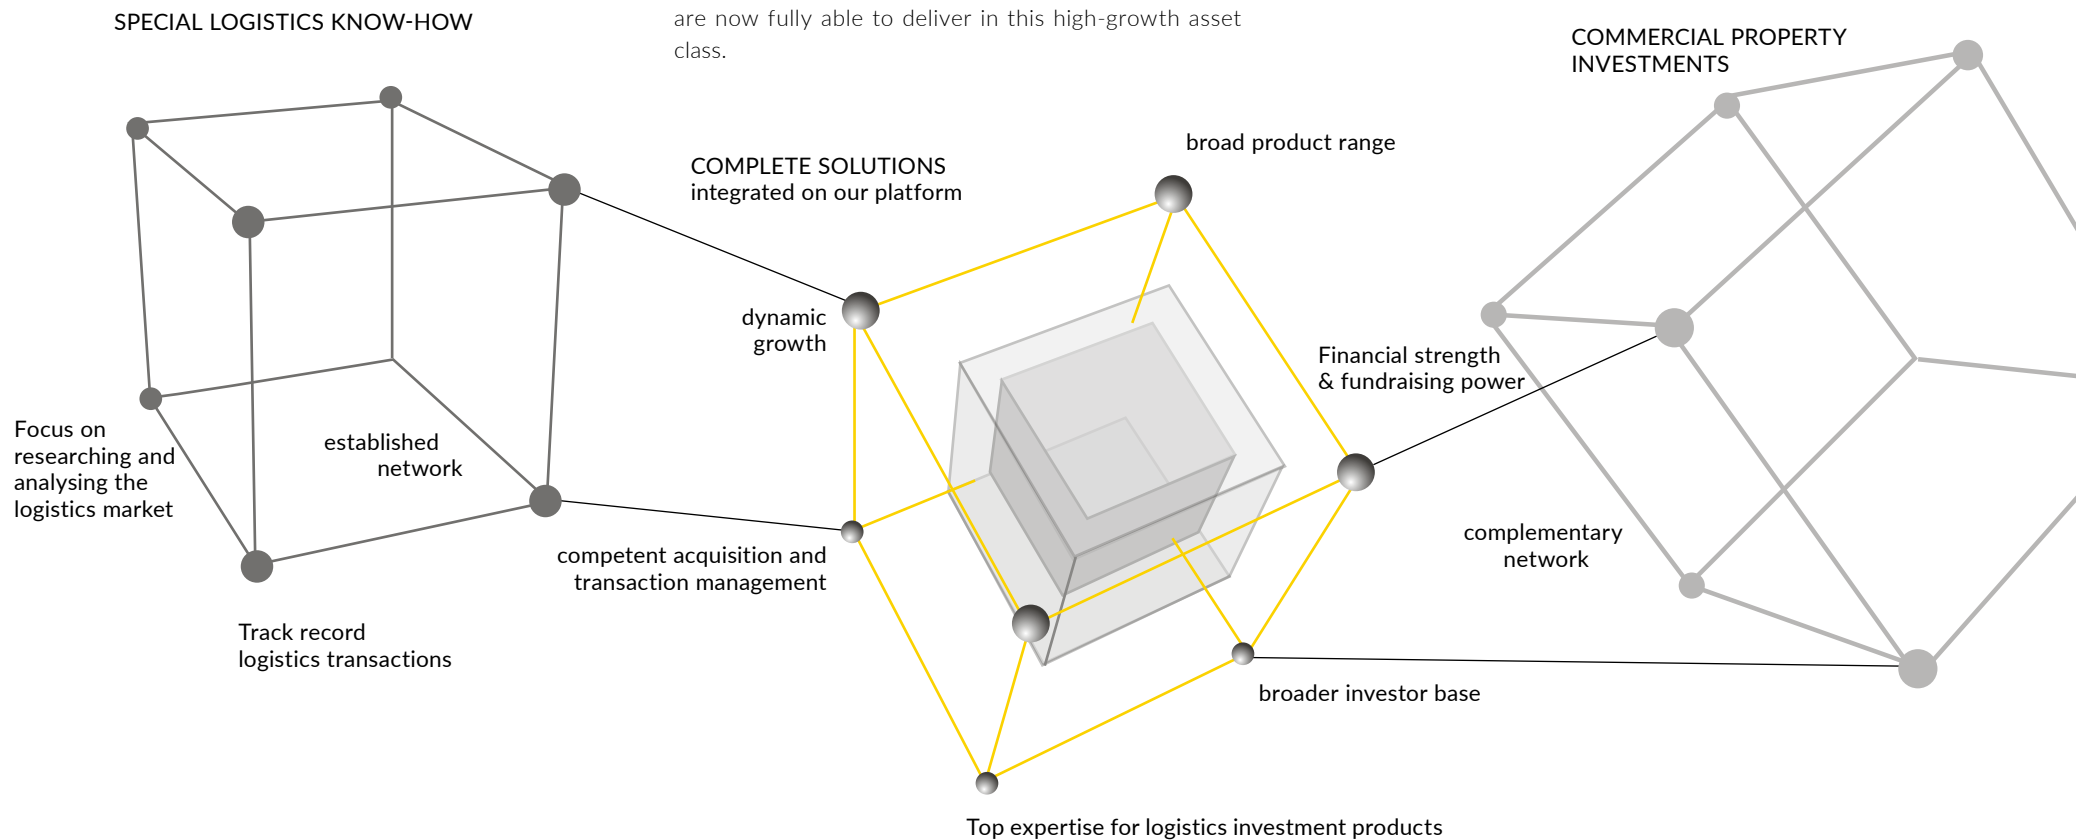 SPECIAL LOGISTICS KNOW-HOW
are now fully able to deliver in this high-growth asset
class.
COMMERCIAL PROPERTY
INVESTMENTS
broad product range
COMPLETE SOLUTIONS
integrated on our platform
dynamic
growth
Financial strength
& fundraising power
Focus on
researching and
analysing the
logistics market
established
network
competent acquisition and
transaction management
complementary
network
Track record
logistics transactions
broader investor base
Top expertise for logistics investment products